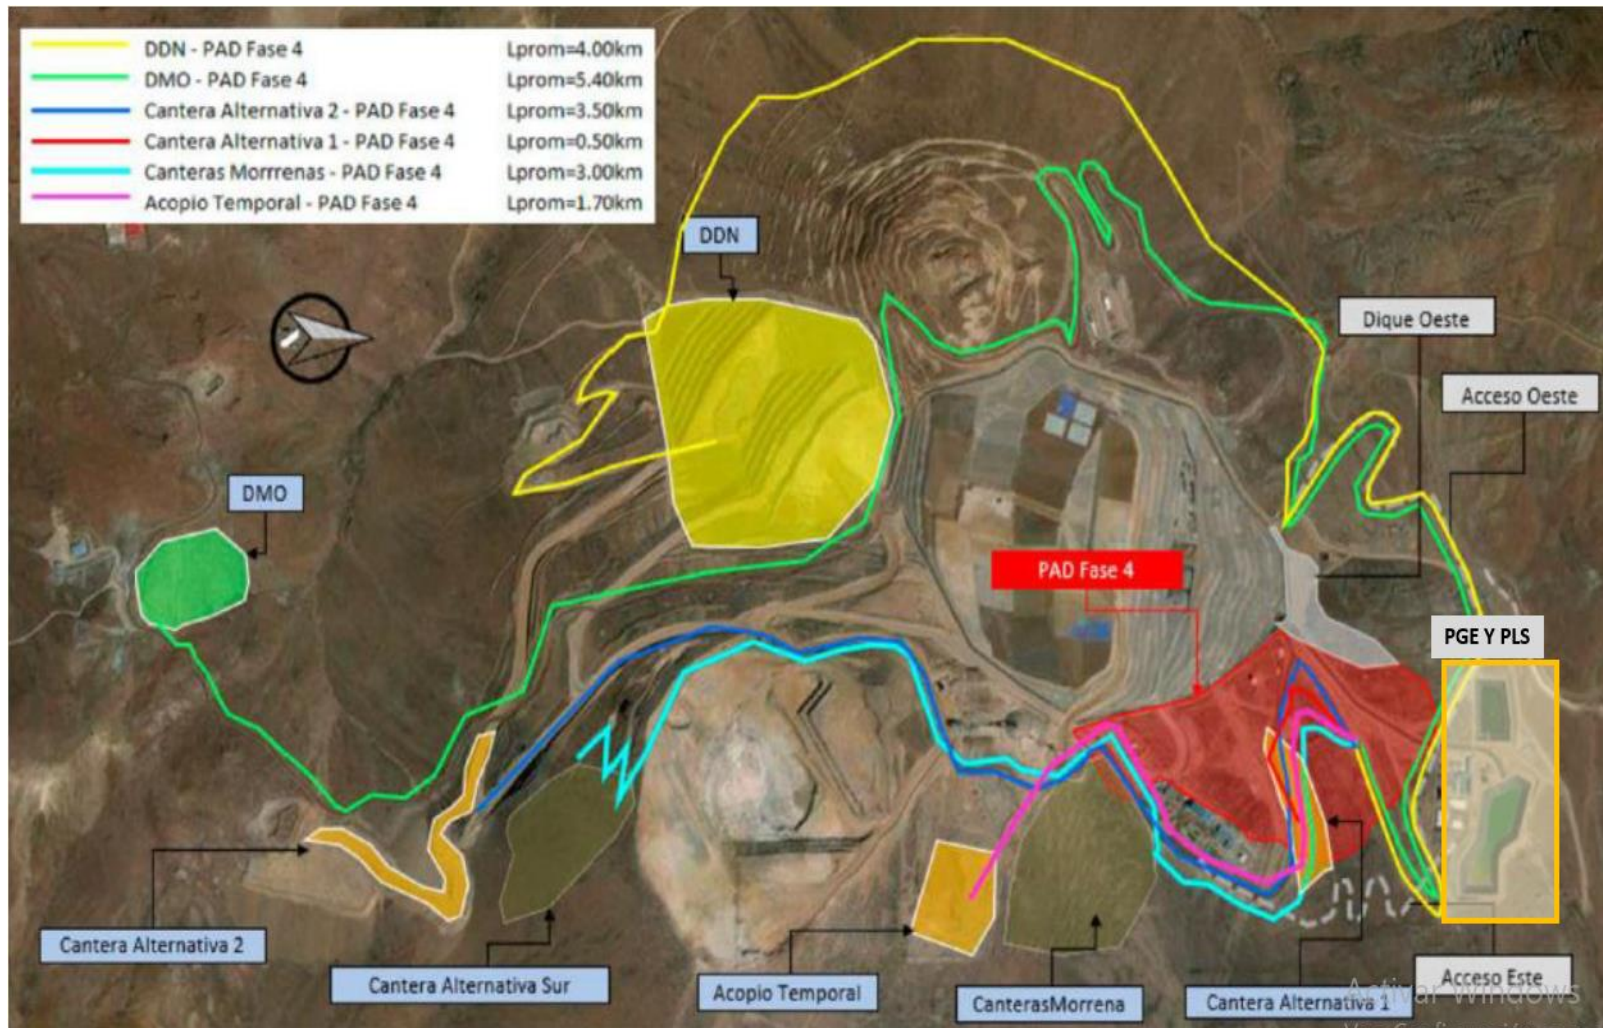 DDN - PAD Fase 4 Lprom=4.00km
DMO - PAD Fase 4 Lprom=5.40km
Cantera Alternativa 2 - PAD Fase 4 Lprom=3.50km
Cantera Alternativa 1 - PAD Fase 4 Lprom=0.50km
Canteras Morrrenas - PAD Fase 4 Lprom=3.00km
Acopio Temporal - PAD Fase 4 Lprom=1.70km
DDN
Dique Oeste
Acceso Oeste
DMO
PAD Fase 4
PGE Y PLS
Cantera Alternativa 2
Cantera Alternativa Sur
Acopio Temporal
CanterasMorrena
Cantera Alternativa 1
Acceso Este
Activar Windows